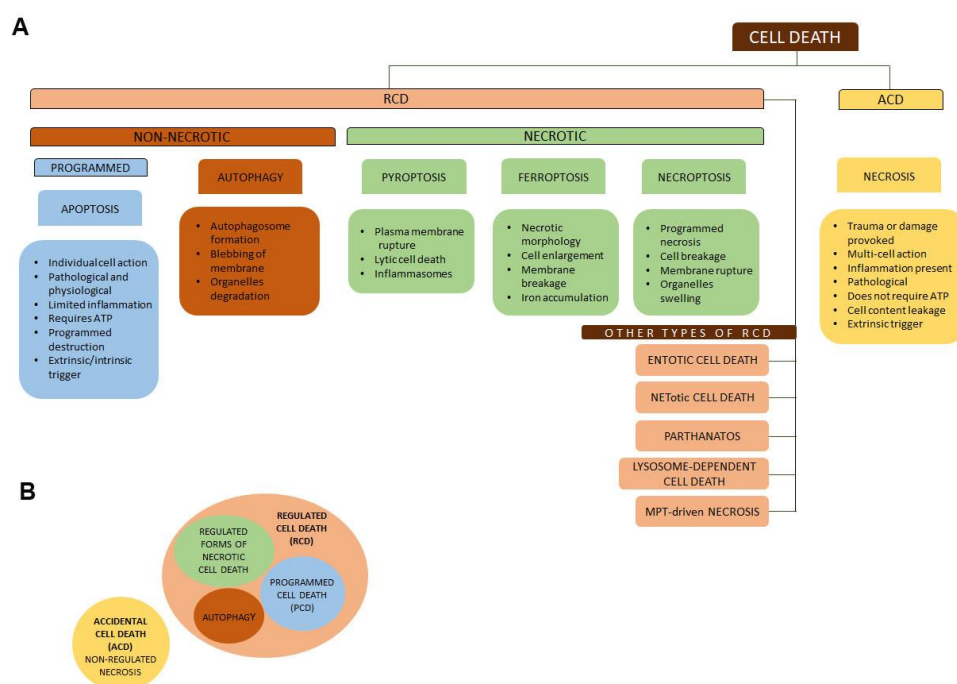 A
CELL DEATH
RCD
ACD
NON-NECROTIC
NECROTIC
PROGRAMMED
APOPTOSIS
AUTOPHAGY
PYROPTOSIS
FERROPTOSIS
NECROPTOSIS
NECROSIS
• Individual cell action
• Pathological and
physiological
• Limited inflammation
• Requires ATP
• Programmed
destruction
• Extrinsic/intrinsic
trigger
• Autophagosome
formation
• Blebbing of
membrane
• Organelles
degradation
• Plasma membrane
rupture
• Lytic cell death
• Inflammasomes
• Necrotic
morphology
• Cell enlargement
• Membrane
breakage
• Iron accumulation
• Programmed
necrosis
• Cell breakage
• Membrane rupture
• Organelles
swelling
• Trauma or damage
provoked
• Multi-cell action
• Inflammation present
• Pathological
• Does not require ATP
• Cell content leakage
• Extrinsic trigger
OTHER TYPES OF RCD
ENTOTIC CELL DEATH
NETotic CELL DEATH
PARTHANATOS
LYSOSOME-DEPENDENT
CELL DEATH
MPT-driven NECROSIS
B
REGULATED
CELL DEATH
(RCD)
REGULATED
FORMS OF
NECROTIC
CELL DEATH
PROGRAMMED
CELL DEATH
(PCD)
AUTOPHAGY
ACCIDENTAL
CELL DEATH
(ACD)
NON-REGULATED
NECROSIS